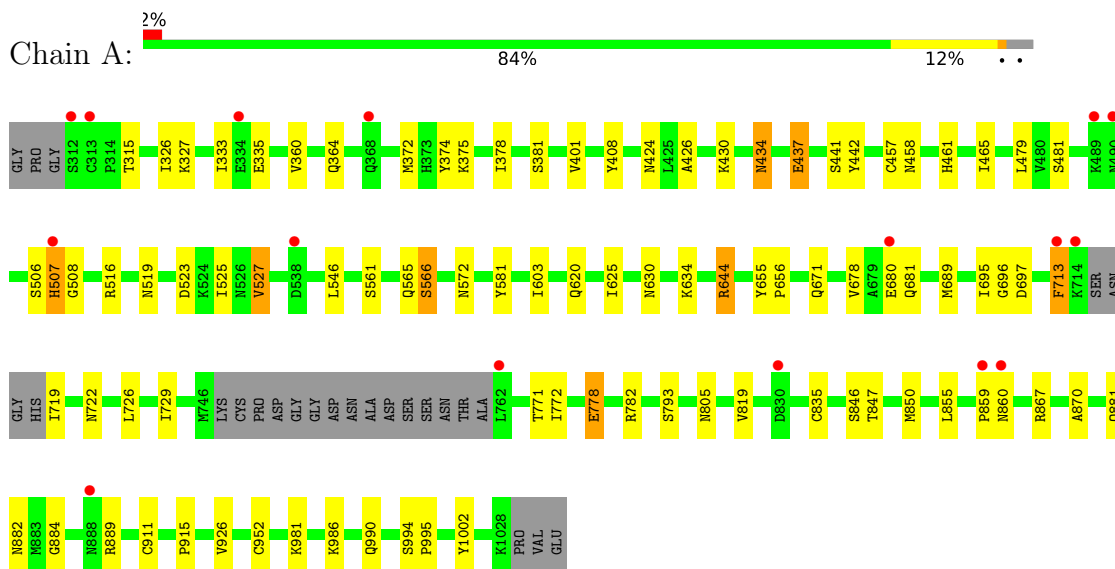 2%
Chain A:
84% 12% • •
GLY PRO GLY S312 C313 P314 T315 I326 K327 I333 E334 E335 V360 Q364 Q368 M372 H373 Y374 K375 I378 S381 V401 Y408 N424 L425 A426 K430 N434 E437 S441 Y442 C457 N458 H461 I465 L479 V480 S481 K489 N490
S506 H507 G508 R516 N519 D523 K524 I525 N526 V527 D538 L546 S561 Q565 S566 N572 Y581 I603 Q620 I625 N630 K634 R644 Y655 P656 Q671 V678 A679 E680 Q681 M689 I695 G696 D697 F713 K714 SER ASN
GLY HIS I719 N722 L726 I729 M746 LYS CYS PRO ASP GLY GLY ASP ASN ALA ASP SER SER ASN THR ALA L762 T771 I772 E778 R782 S793 N805 V819 D830 C835 S846 T847 M850 L855 P859 N860 R867 A870
N882 M883 G884 N888 R889 C911 P915 V926 C952 K981 K986 Q990 S994 P995 Y1002 K1028 PRO VAL GLU